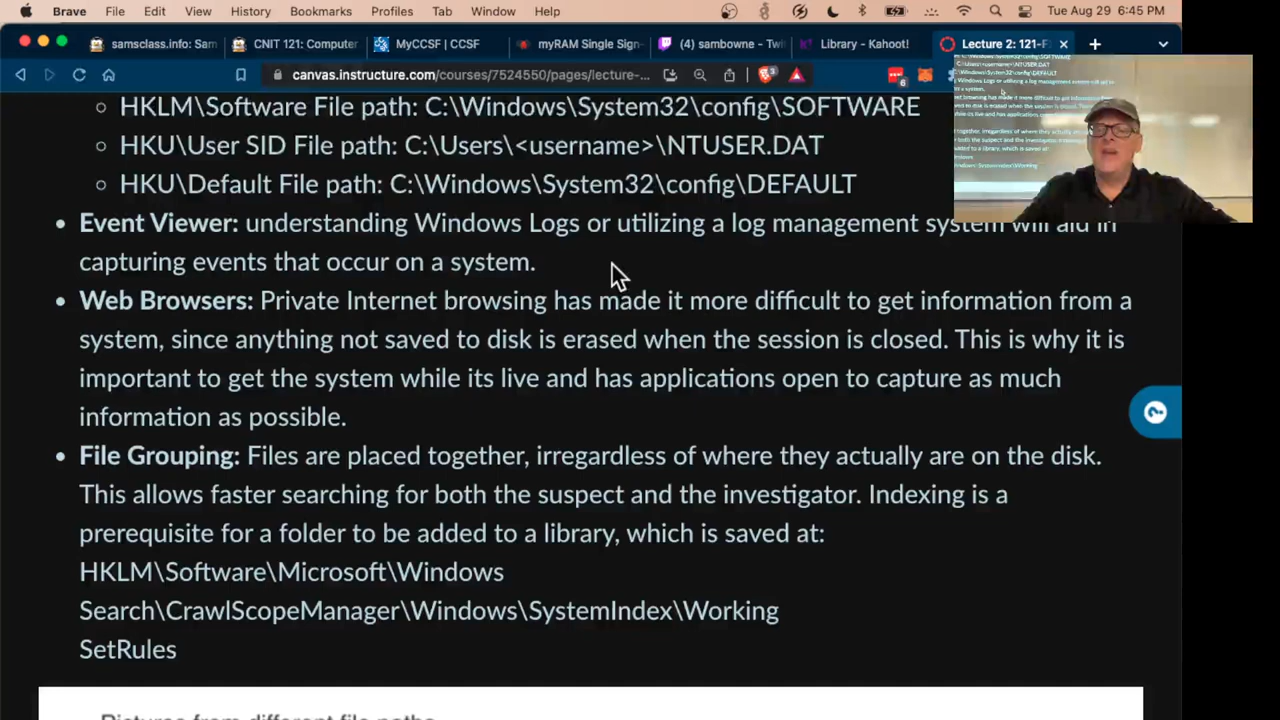 Brave File Edit View History Bookmarks Profiles Tab Window Help Tue Aug 29 6:45 PM
samsclass.info: Sam CNIT 121: Computer MyCCSF | CCSF myRAM Single Sign- (4) sambowne - Twi Library - Kahoot! Lecture 2: 121-F
canvas.instructure.com/courses/7524550/pages/lecture-... 3 6
HKLM\Software File path: C:\Windows\System32\config\SOFTWARE
HKU\User SID File path: C:\Users\<username>\NTUSER.DAT
HKU\Default File path: C:\Windows\System32\config\DEFAULT
Event Viewer: understanding Windows Logs or utilizing a log management system will aid in
capturing events that occur on a system.
Web Browsers: Private Internet browsing has made it more difficult to get information from a
system, since anything not saved to disk is erased when the session is closed. This is why it is
important to get the system while its live and has applications open to capture as much
information as possible.
File Grouping: Files are placed together, irregardless of where they actually are on the disk.
This allows faster searching for both the suspect and the investigator. Indexing is a
prerequisite for a folder to be added to a library, which is saved at:
HKLM\Software\Microsoft\Windows
Search\CrawlScopeManager\Windows\SystemIndex\Working
SetRules
Pictures from different file paths